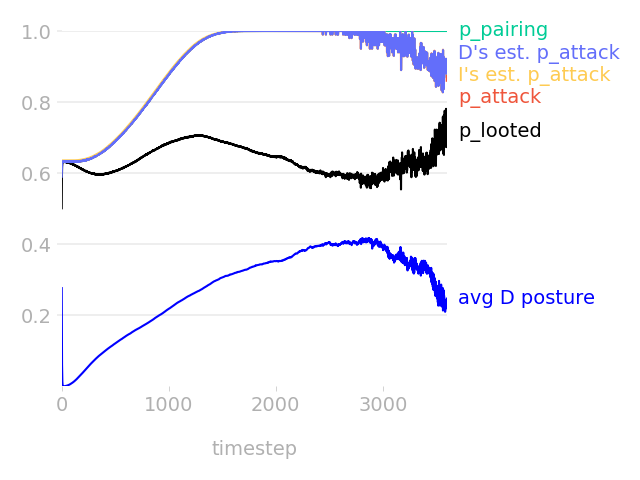 1.0
0.8
0.6
0.4
0.2
0
1000
2000
3000
timestep
p_pairing
D's est. p_attack
I's est. p_attack
p_attack
p_looted
avg D posture